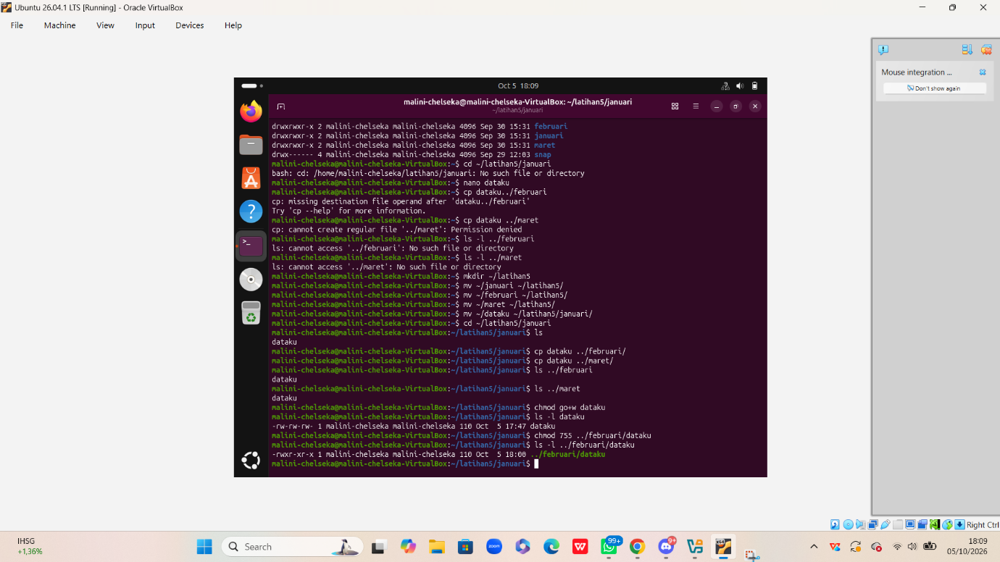 Ubuntu 26.04.1 LTS [Running] - Oracle VirtualBox
File Machine View Input Devices Help
Mouse integration ...
Don't show again
Oct 5 18:09
malini-chelseka@malini-chelseka-VirtualBox: ~/latihan5/januari
~/latihan5/januari
drwxrwxr-x 2 malini-chelseka malini-chelseka 4096 Sep 30 15:31 februari
drwxrwxr-x 2 malini-chelseka malini-chelseka 4096 Sep 30 15:31 januari
drwxrwxr-x 2 malini-chelseka malini-chelseka 4096 Sep 30 15:31 maret
drwx------ 4 malini-chelseka malini-chelseka 4096 Sep 29 12:03 snap
malini-chelseka@malini-chelseka-VirtualBox:~$ cd ~/latihan5/januari
bash: cd: /home/malini-chelseka/latihan5/januari: No such file or directory
malini-chelseka@malini-chelseka-VirtualBox:~$ nano dataku
malini-chelseka@malini-chelseka-VirtualBox:~$ cp dataku../februari
cp: missing destination file operand after 'dataku../februari'
Try 'cp --help' for more information.
malini-chelseka@malini-chelseka-VirtualBox:~$ cp dataku ../maret
cp: cannot create regular file '../maret': Permission denied
malini-chelseka@malini-chelseka-VirtualBox:~$ ls -l ../februari
ls: cannot access '../februari': No such file or directory
malini-chelseka@malini-chelseka-VirtualBox:~$ ls -l ../maret
ls: cannot access '../maret': No such file or directory
malini-chelseka@malini-chelseka-VirtualBox:~$ mkdir ~/latihan5
malini-chelseka@malini-chelseka-VirtualBox:~$ mv ~/januari ~/latihan5/
malini-chelseka@malini-chelseka-VirtualBox:~$ mv ~/februari ~/latihan5/
malini-chelseka@malini-chelseka-VirtualBox:~$ mv ~/maret ~/latihan5/
malini-chelseka@malini-chelseka-VirtualBox:~$ mv ~/dataku ~/latihan5/januari/
malini-chelseka@malini-chelseka-VirtualBox:~$ cd ~/latihan5/januari
malini-chelseka@malini-chelseka-VirtualBox:~/latihan5/januari$ ls
dataku
malini-chelseka@malini-chelseka-VirtualBox:~/latihan5/januari$ cp dataku ../februari/
malini-chelseka@malini-chelseka-VirtualBox:~/latihan5/januari$ cp dataku ../maret/
malini-chelseka@malini-chelseka-VirtualBox:~/latihan5/januari$ ls ../februari
dataku
malini-chelseka@malini-chelseka-VirtualBox:~/latihan5/januari$ ls ../maret
dataku
malini-chelseka@malini-chelseka-VirtualBox:~/latihan5/januari$ chmod go+w dataku
malini-chelseka@malini-chelseka-VirtualBox:~/latihan5/januari$ ls -l dataku
-rw-rw-rw- 1 malini-chelseka malini-chelseka 110 Oct  5 17:47 dataku
malini-chelseka@malini-chelseka-VirtualBox:~/latihan5/januari$ chmod 755 ../februari/dataku
malini-chelseka@malini-chelseka-VirtualBox:~/latihan5/januari$ ls -l ../februari/dataku
-rwxr-xr-x 1 malini-chelseka malini-chelseka 110 Oct  5 18:00 ../februari/dataku
malini-chelseka@malini-chelseka-VirtualBox:~/latihan5/januari$
Right Ctrl
IHSG
+1,36%
Search
zoom
99+
9+
18:09
05/10/2026